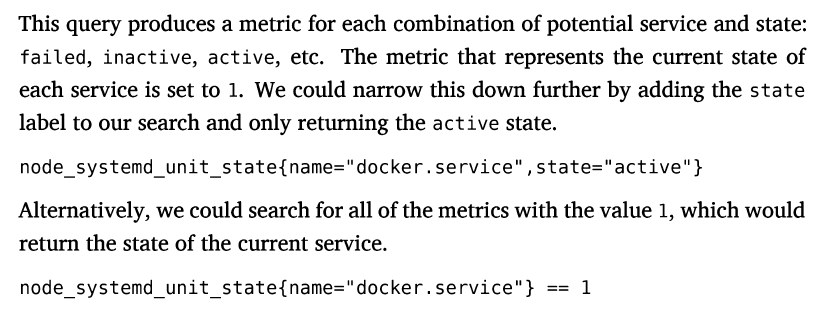 This query produces a metric for each combination of potential service and state:
failed, inactive, active, etc. The metric that represents the current state of
each service is set to 1. We could narrow this down further by adding the state
label to our search and only returning the active state.
node_systemd_unit_state{name="docker.service",state="active"}
Alternatively, we could search for all of the metrics with the value 1, which would
return the state of the current service.
node_systemd_unit_state{name="docker.service"} == 1